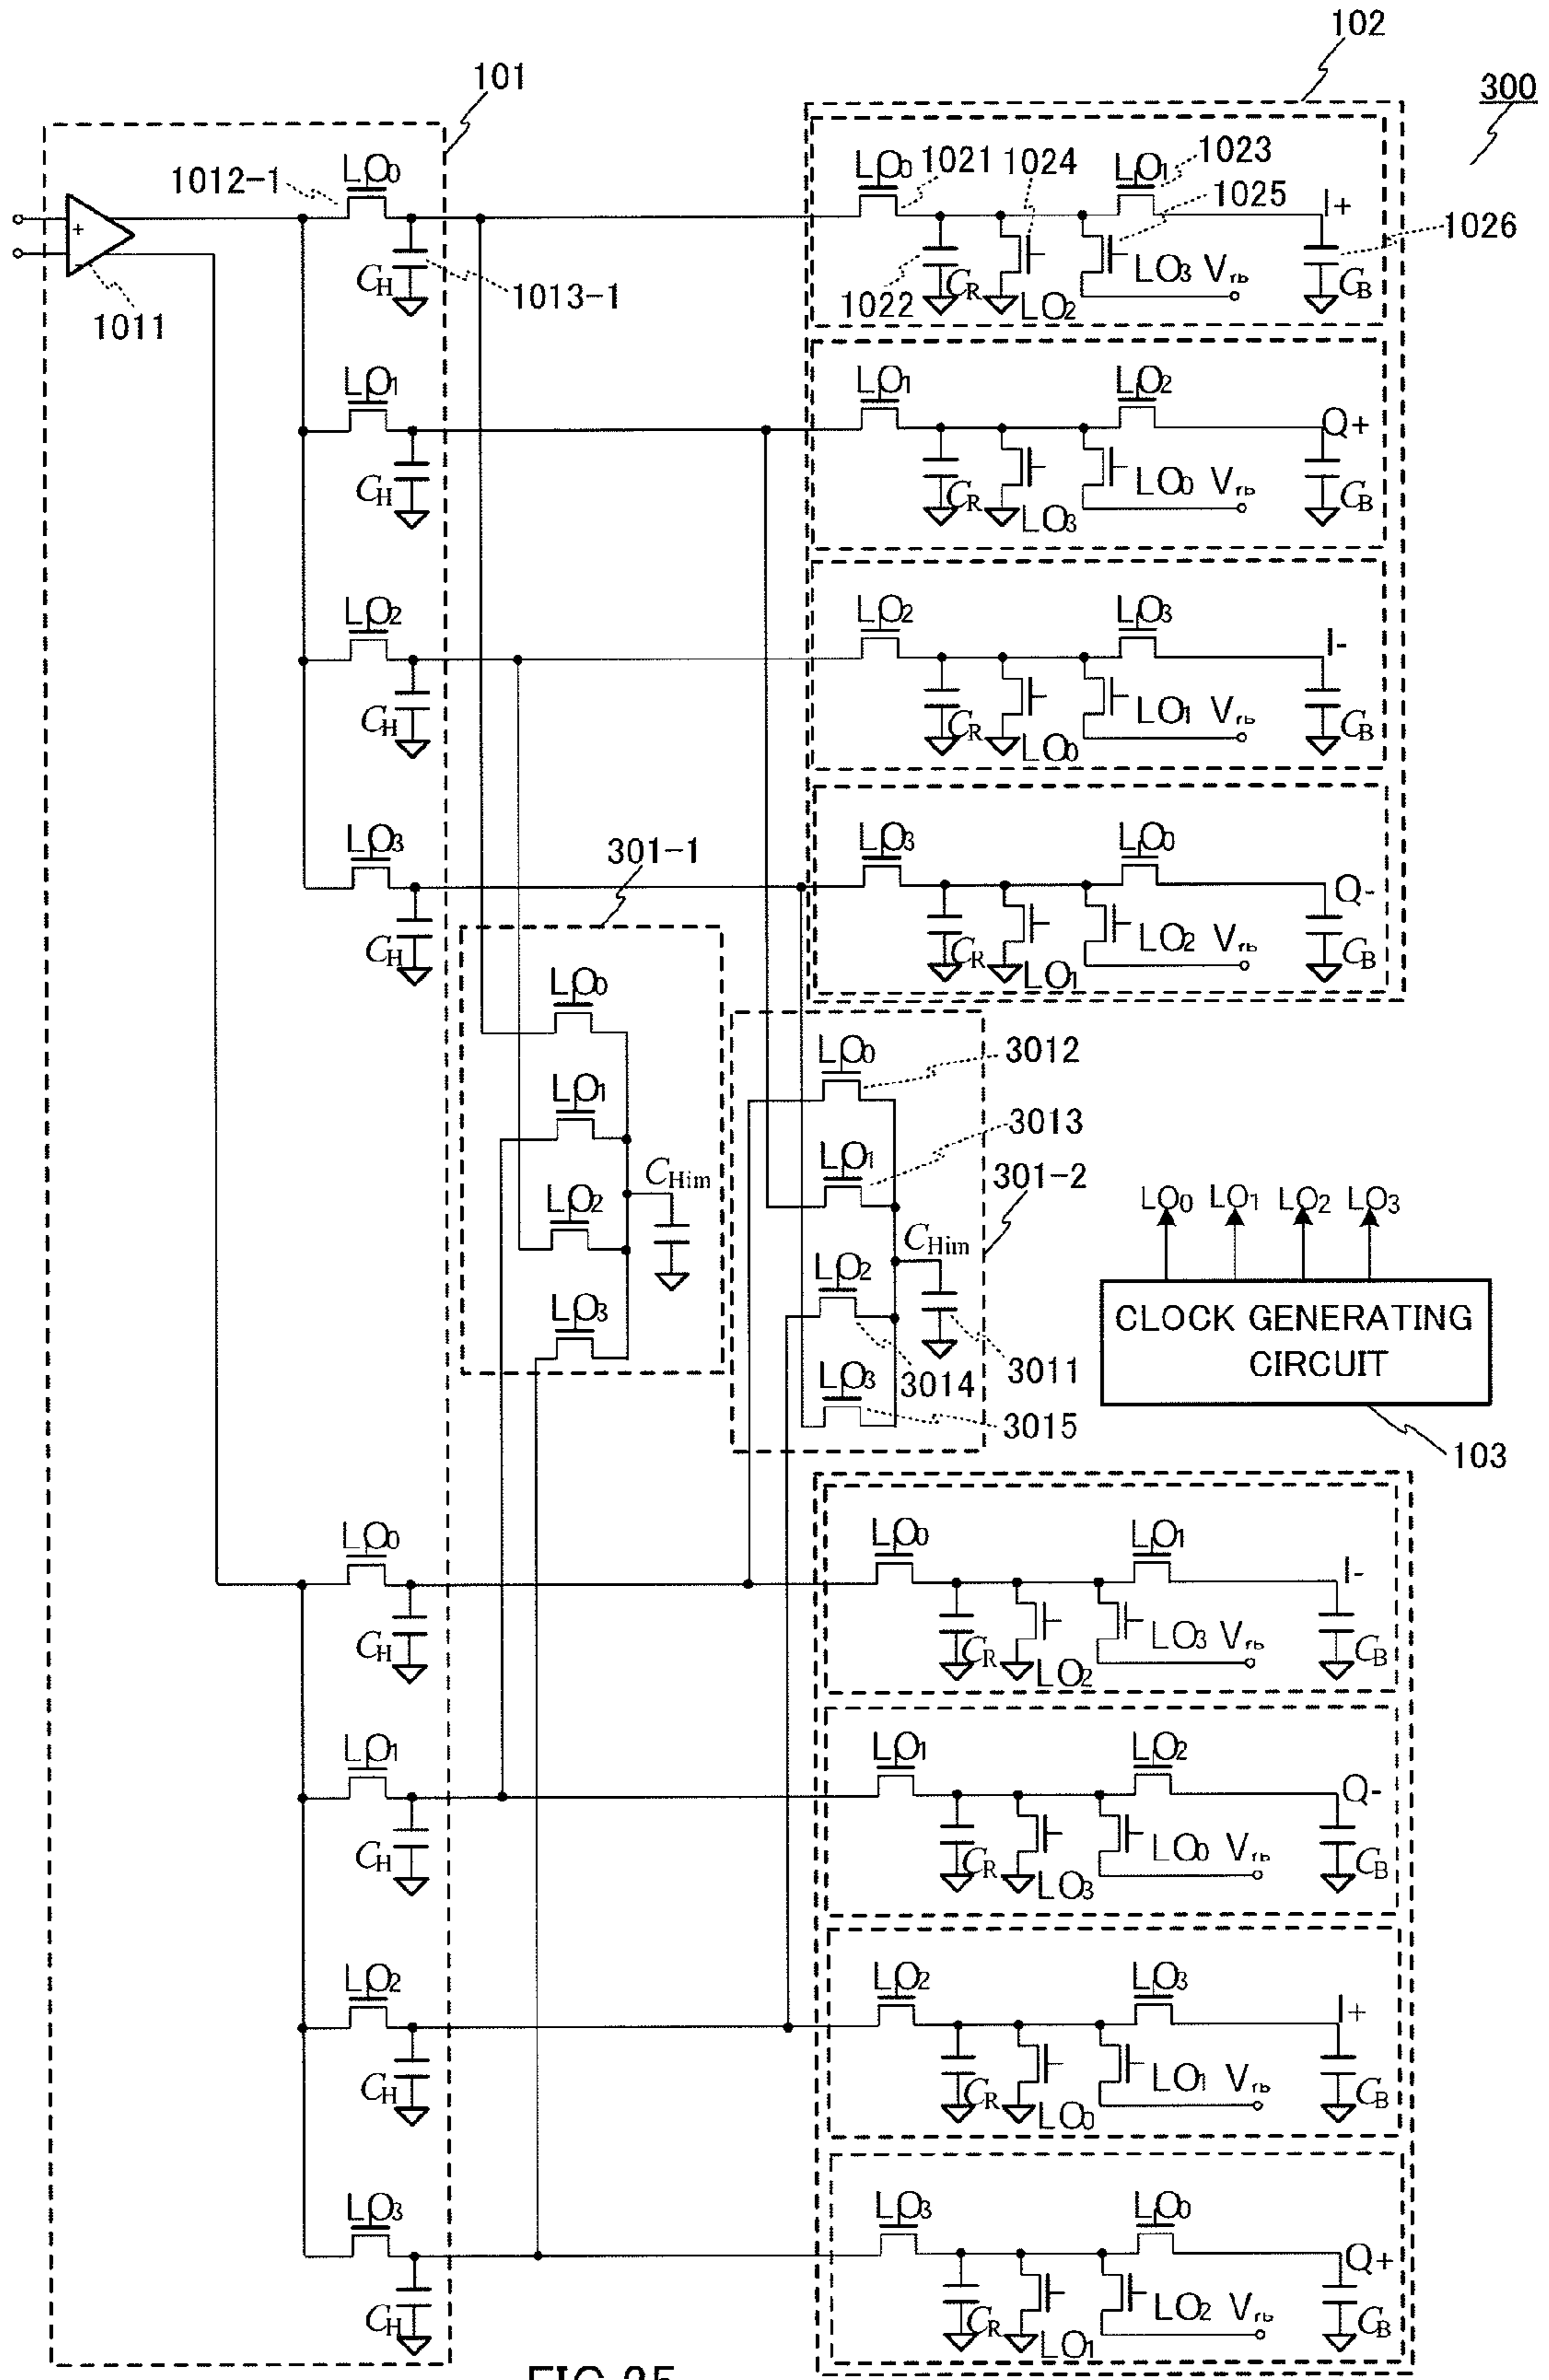 102
101
300
1012-1
LO0
LO0
1021
1024
LO1
1023
1025
I+
1026
CH
1013-1
1011
1022
CR
LO2
LO3
Vrb
CB
LO1
CH
LO1
LO2
Q+
CR
LO3
LO0
Vrb
CB
LO2
CH
LO2
LO3
I-
CR
LO0
LO1
Vrb
CB
LO3
CH
301-1
LO3
LO0
Q-
CR
LO1
LO2
Vrb
CB
LO0
LO1
CHim
LO2
LO3
LO0
3012
LO1
3013
301-2
CHim
LO2
3014
3011
LO3
3015
LO0 LO1 LO2 LO3
CLOCK GENERATING
CIRCUIT
103
LO0
CH
LO0
LO1
I-
CR
LO2
LO3
Vrb
CB
LO1
CH
LO1
LO2
Q-
CR
LO3
LO0
Vrb
CB
LO2
CH
LO2
LO3
I+
CR
LO0
LO1
Vrb
CB
LO3
CH
LO3
LO0
Q+
CR
LO1
LO2
Vrb
CB